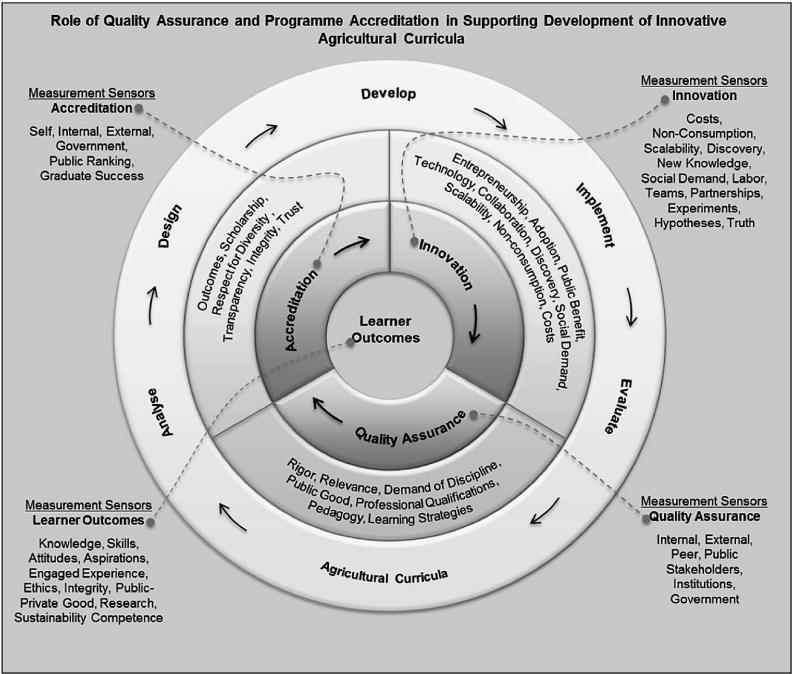 Role of Quality Assurance and Programme Accreditation in Supporting Development of Innovative
Agricultural Curricula
Measurement Sensors
Accreditation
Self, Internal, External,
Government,
Public Ranking,
Graduate Success
Measurement Sensors
Innovation
Costs,
Non-Consumption,
Scalability, Discovery,
New Knowledge,
Social Demand, Labor,
Teams, Partnerships,
Experiments,
Hypotheses, Truth
Develop
Implement
Evaluate
Agricultural Curricula
Analyse
Design
Outcomes, Scholarship,
Respect for Diversity,
Transparency, Integrity, Trust
Entrepreneurship, Adoption, Public Benefit,
Technology, Collaboration, Discovery, Social Demand,
Scalability, Non-consumption, Costs
Accreditation
Innovation
Learner
Outcomes
Quality Assurance
Rigor, Relevance, Demand of Discipline,
Public Good, Professional Qualifications,
Pedagogy, Learning Strategies
Measurement Sensors
Learner Outcomes
Knowledge, Skills,
Attitudes, Aspirations,
Engaged Experience,
Ethics, Integrity, Public-
Private Good, Research,
Sustainability Competence
Measurement Sensors
Quality Assurance
Internal, External,
Peer, Public
Stakeholders,
Institutions,
Government